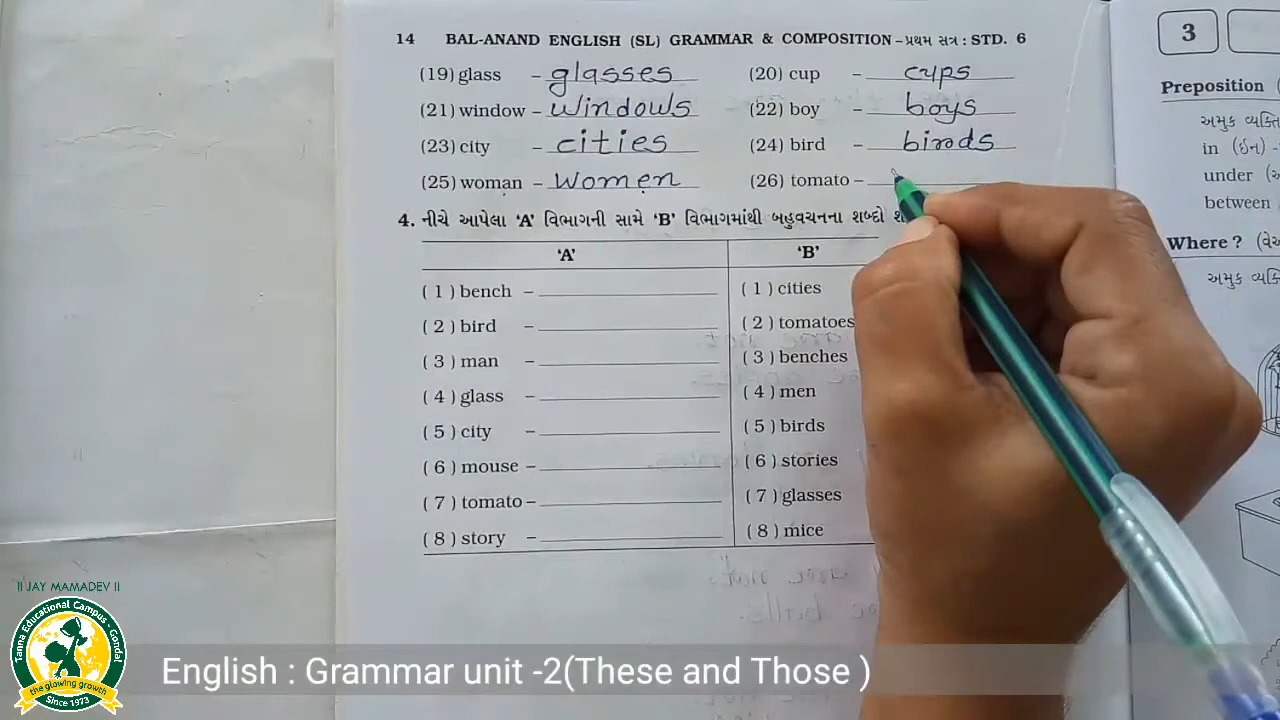 14 BAL-ANAND ENGLISH (SL) GRAMMAR & COMPOSITION – પ્રથમ સત્ર : STD. 6
(19) glass – glasses (20) cup – cups
(21) window – windows (22) boy – boys
(23) city – cities (24) bird – birds
(25) woman – women (26) tomato –
4. નીચે આપેલા ‘A’ વિભાગની સામે ‘B’ વિભાગમાંથી બહુવચનના શબ્દો
‘A’ ‘B’
( 1 ) bench – ( 1 ) cities
( 2 ) bird – ( 2 ) tomatoes
( 3 ) man – ( 3 ) benches
( 4 ) glass – ( 4 ) men
( 5 ) city – ( 5 ) birds
( 6 ) mouse – ( 6 ) stories
( 7 ) tomato – ( 7 ) glasses
( 8 ) story – ( 8 ) mice
3
Preposition (
અમુક વ્યક્તિ
in (ઇન) -
under (
between
Where ? (
અમુક વ્યક્તિ
॥ JAY MAMADEV ॥
Tanna Educational Campus - Gondal
the glowing growth
Since 1973
English : Grammar unit -2(These and Those )